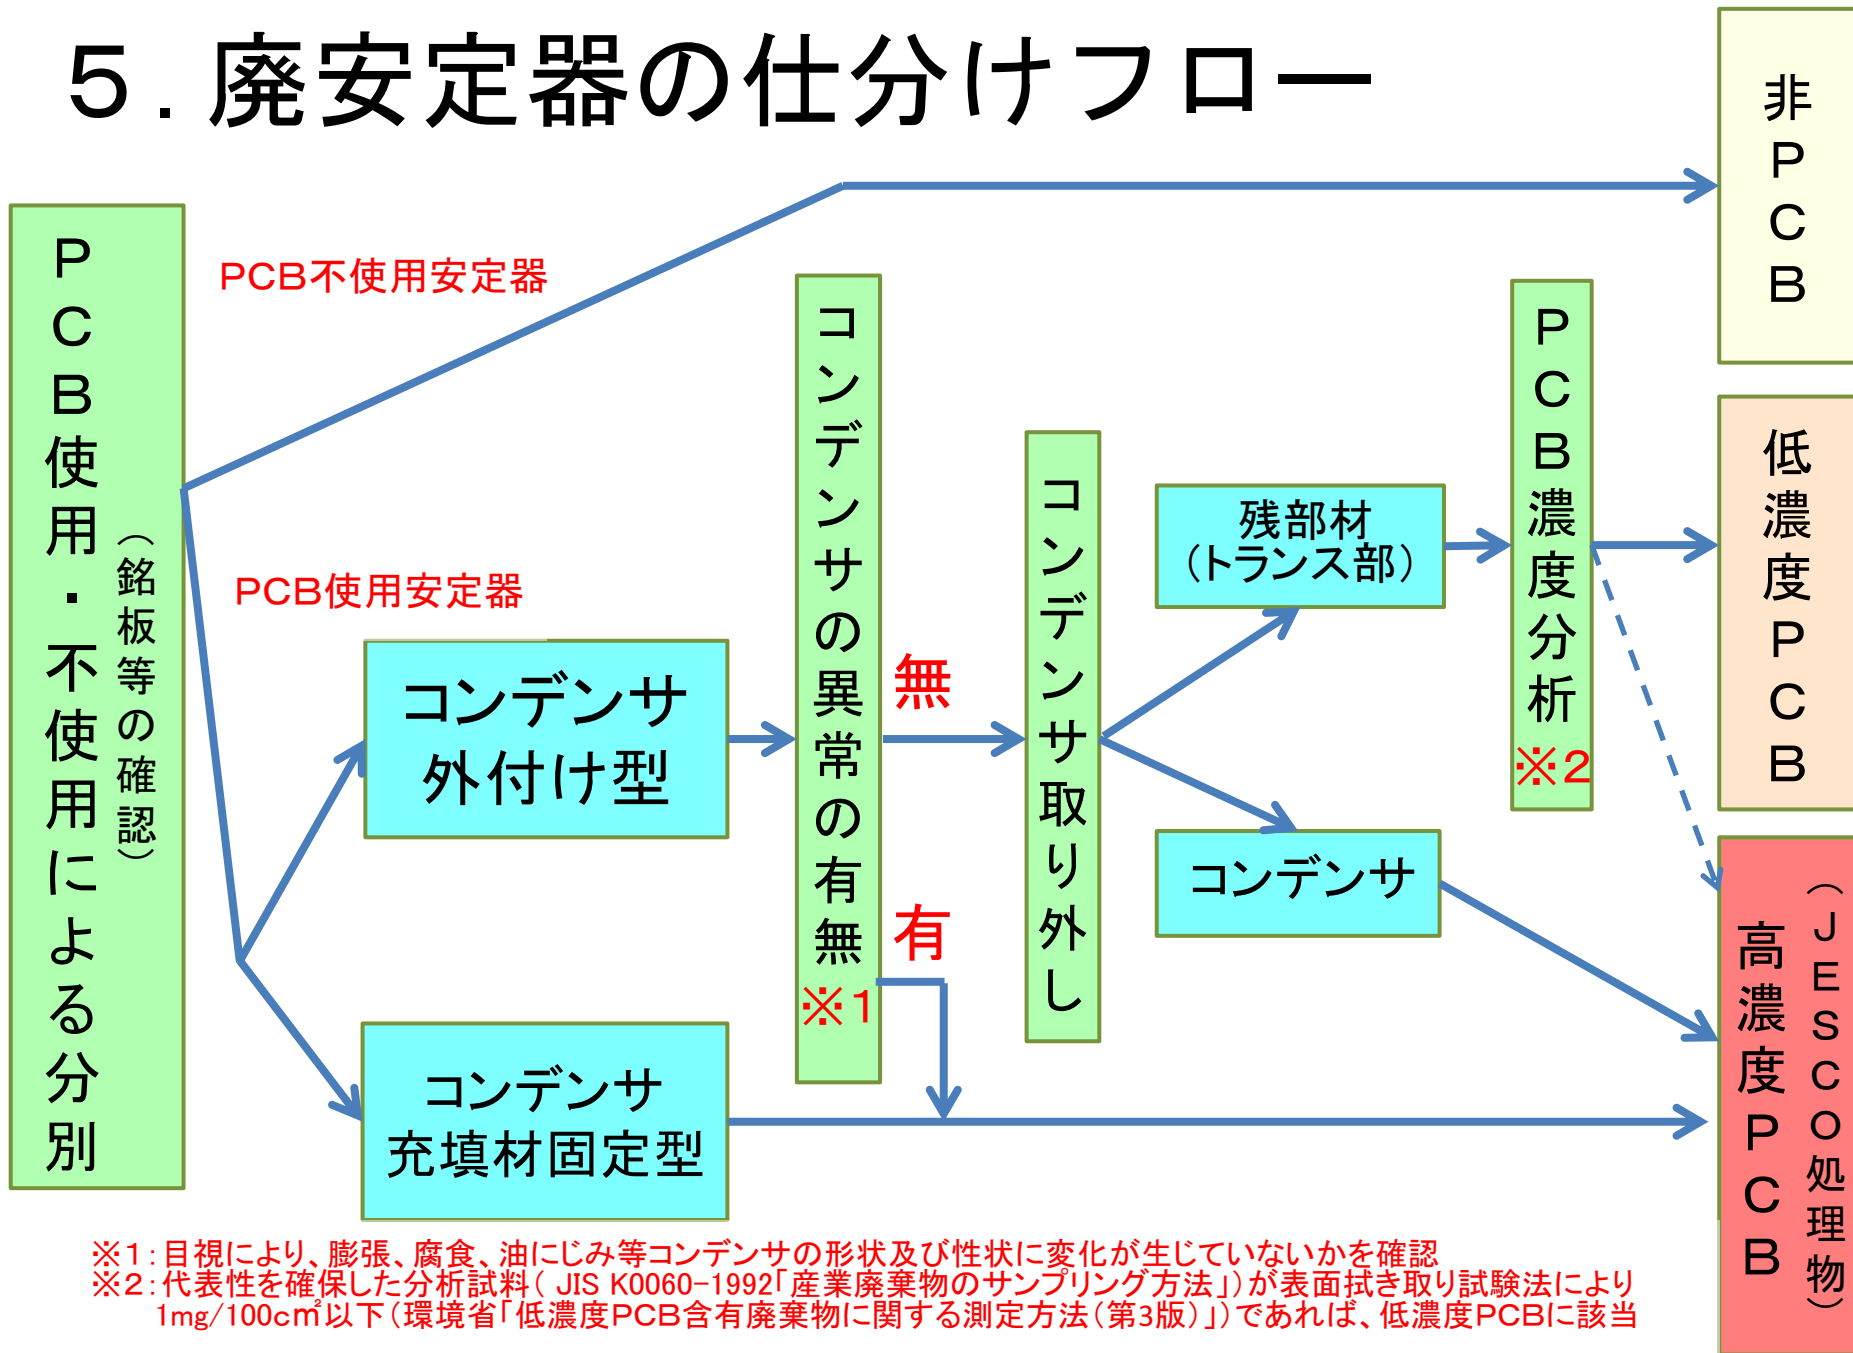 ５．廃安定器の仕分けフロー
ＰＣＢ使用・不使用による分別
（銘板等の確認）
PCB不使用安定器
PCB使用安定器
コンデンサ
外付け型
コンデンサ
充填材固定型
コンデンサの異常の有無
※1
無
有
コンデンサ取り外し
残部材
（トランス部）
コンデンサ
ＰＣＢ濃度分析
※2
非ＰＣＢ
低濃度ＰＣＢ
高濃度ＰＣＢ
（ＪＥＳＣＯ処理物）
※１：目視により、膨張、腐食、油にじみ等コンデンサの形状及び性状に変化が生じていないかを確認
※２：代表性を確保した分析試料（ JIS K0060−1992「産業廃棄物のサンプリング方法」）が表面拭き取り試験法により
1mg/100c㎡以下（環境省「低濃度PCB含有廃棄物に関する測定方法（第3版）」）であれば、低濃度PCBに該当